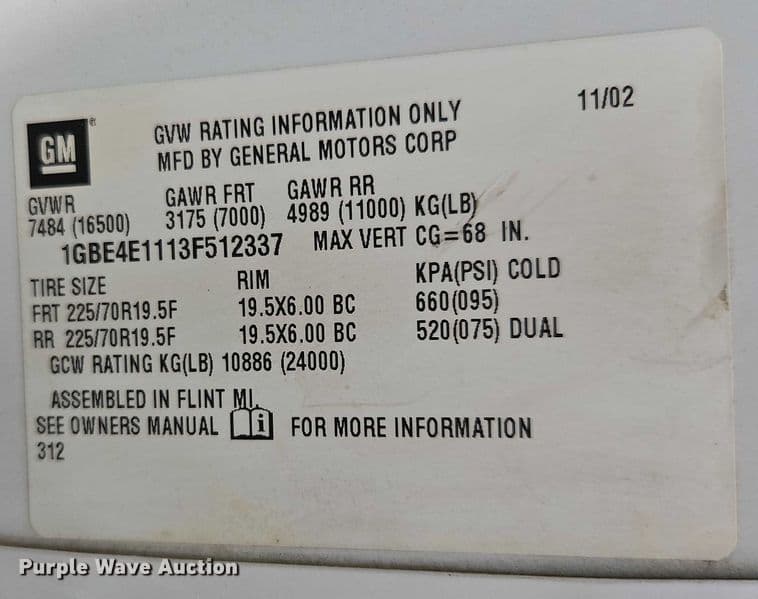 GM
11/02
GVW RATING INFORMATION ONLY
MFD BY GENERAL MOTORS CORP
GVWR GAWR FRT GAWR RR
7484 (16500) 3175 (7000) 4989 (11000) KG(LB)
1GBE4E1113F512337 MAX VERT CG=68 IN.
TIRE SIZE RIM KPA(PSI) COLD
FRT 225/70R19.5F 19.5X6.00 BC 660(095)
RR 225/70R19.5F 19.5X6.00 BC 520(075) DUAL
GCW RATING KG(LB) 10886 (24000)
ASSEMBLED IN FLINT MI.
SEE OWNERS MANUAL i FOR MORE INFORMATION
312
Purple Wave Auction